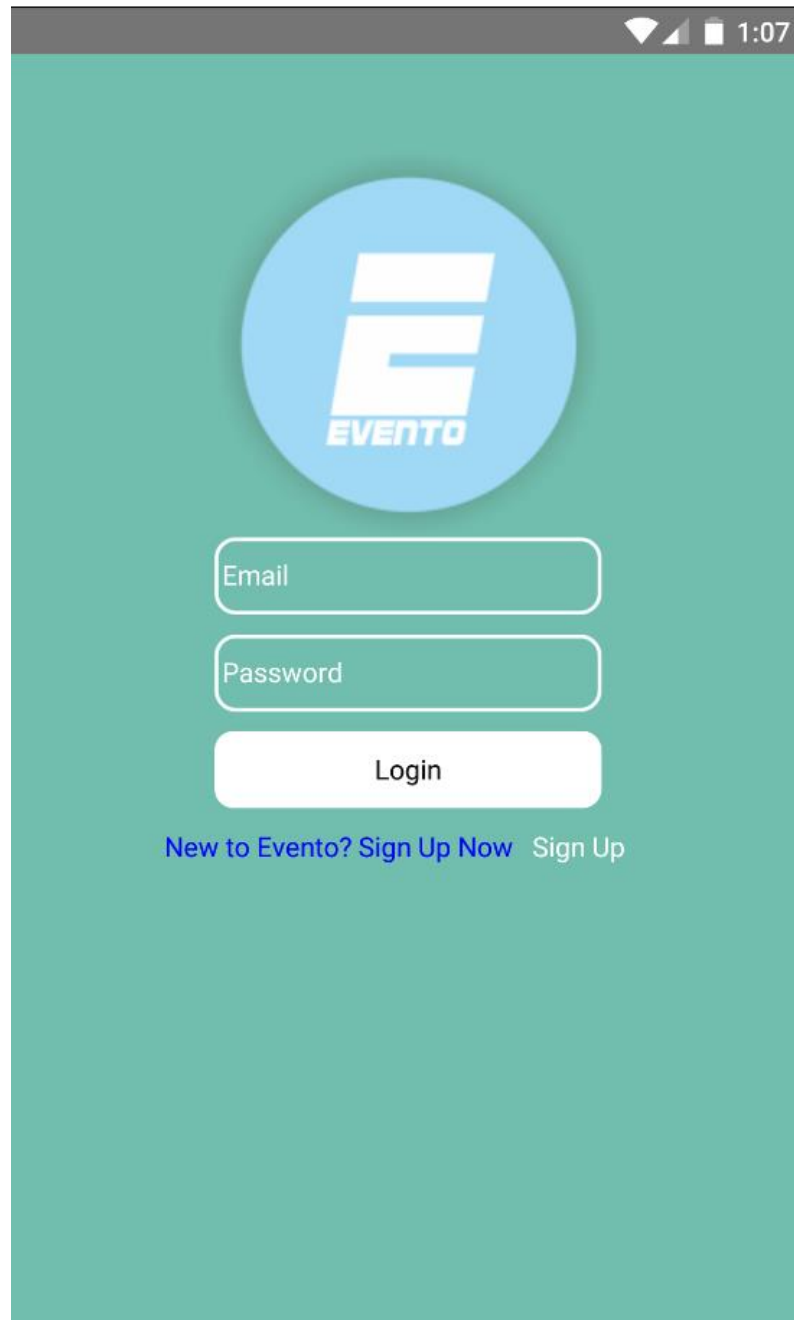 1:07
EVENTO
Email
Password
Login
New to Evento? Sign Up Now Sign Up